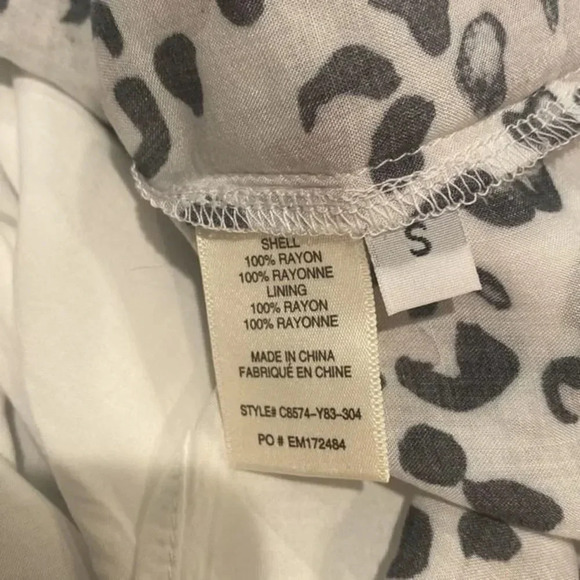 SHELL
100% RAYON
100% RAYONNE
LINING
100% RAYON
100% RAYONNE
MADE IN CHINA
FABRIQUÉ EN CHINE
STYLE# C8574-Y83-304
PO # EM172484
S